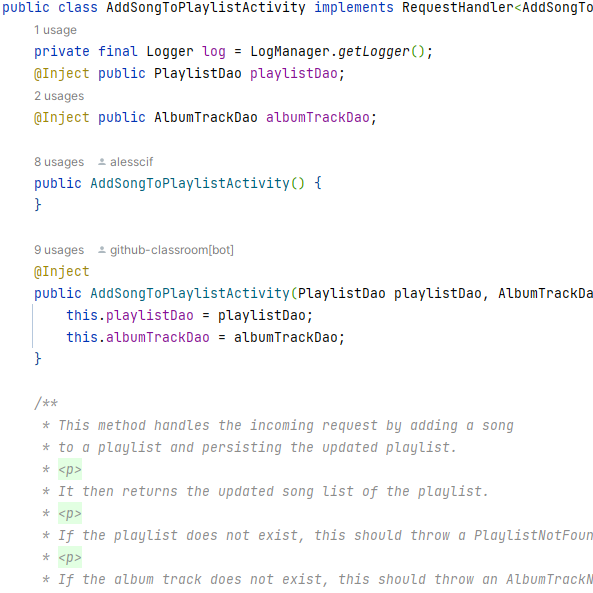 public class AddSongToPlaylistActivity implements RequestHandler<AddSongTo
1 usage
private final Logger log = LogManager.getLogger();
@Inject public PlaylistDao playlistDao;
2 usages
@Inject public AlbumTrackDao albumTrackDao;
8 usages alesscif
public AddSongToPlaylistActivity() {
}
9 usages github-classroom[bot]
@Inject
public AddSongToPlaylistActivity(PlaylistDao playlistDao, AlbumTrackDa
this.playlistDao = playlistDao;
this.albumTrackDao = albumTrackDao;
}
/**
* This method handles the incoming request by adding a song
* to a playlist and persisting the updated playlist.
* <p>
* It then returns the updated song list of the playlist.
* <p>
* If the playlist does not exist, this should throw a PlaylistNotFoun
* <p>
* If the album track does not exist, this should throw an AlbumTrackN